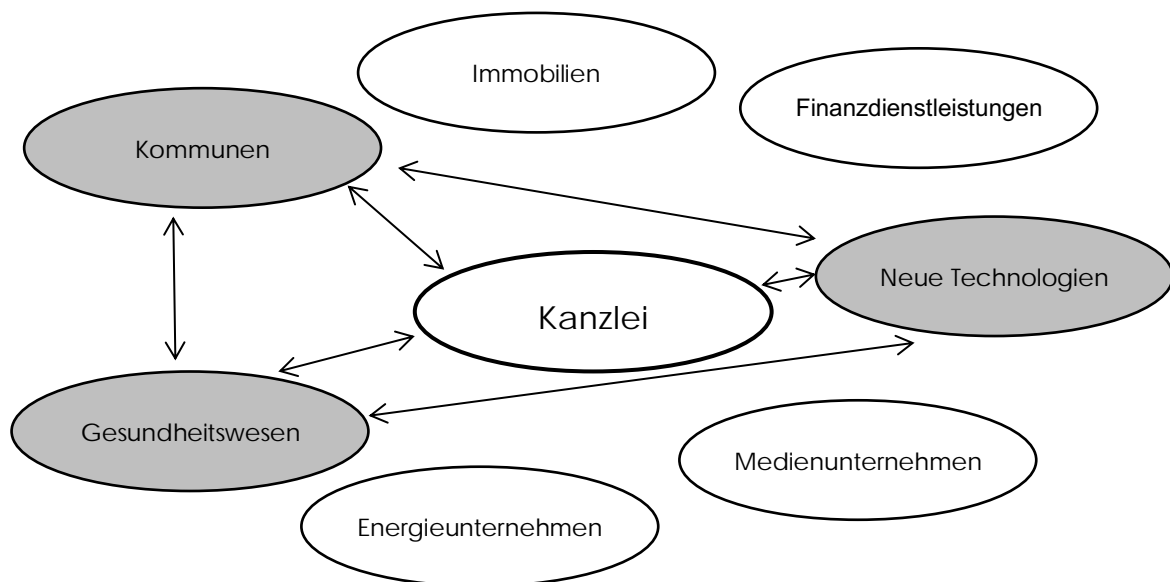 Immobilien
Finanzdienstleistungen
Kommunen
Neue Technologien
Kanzlei
Gesundheitswesen
Medienunternehmen
Energieunternehmen